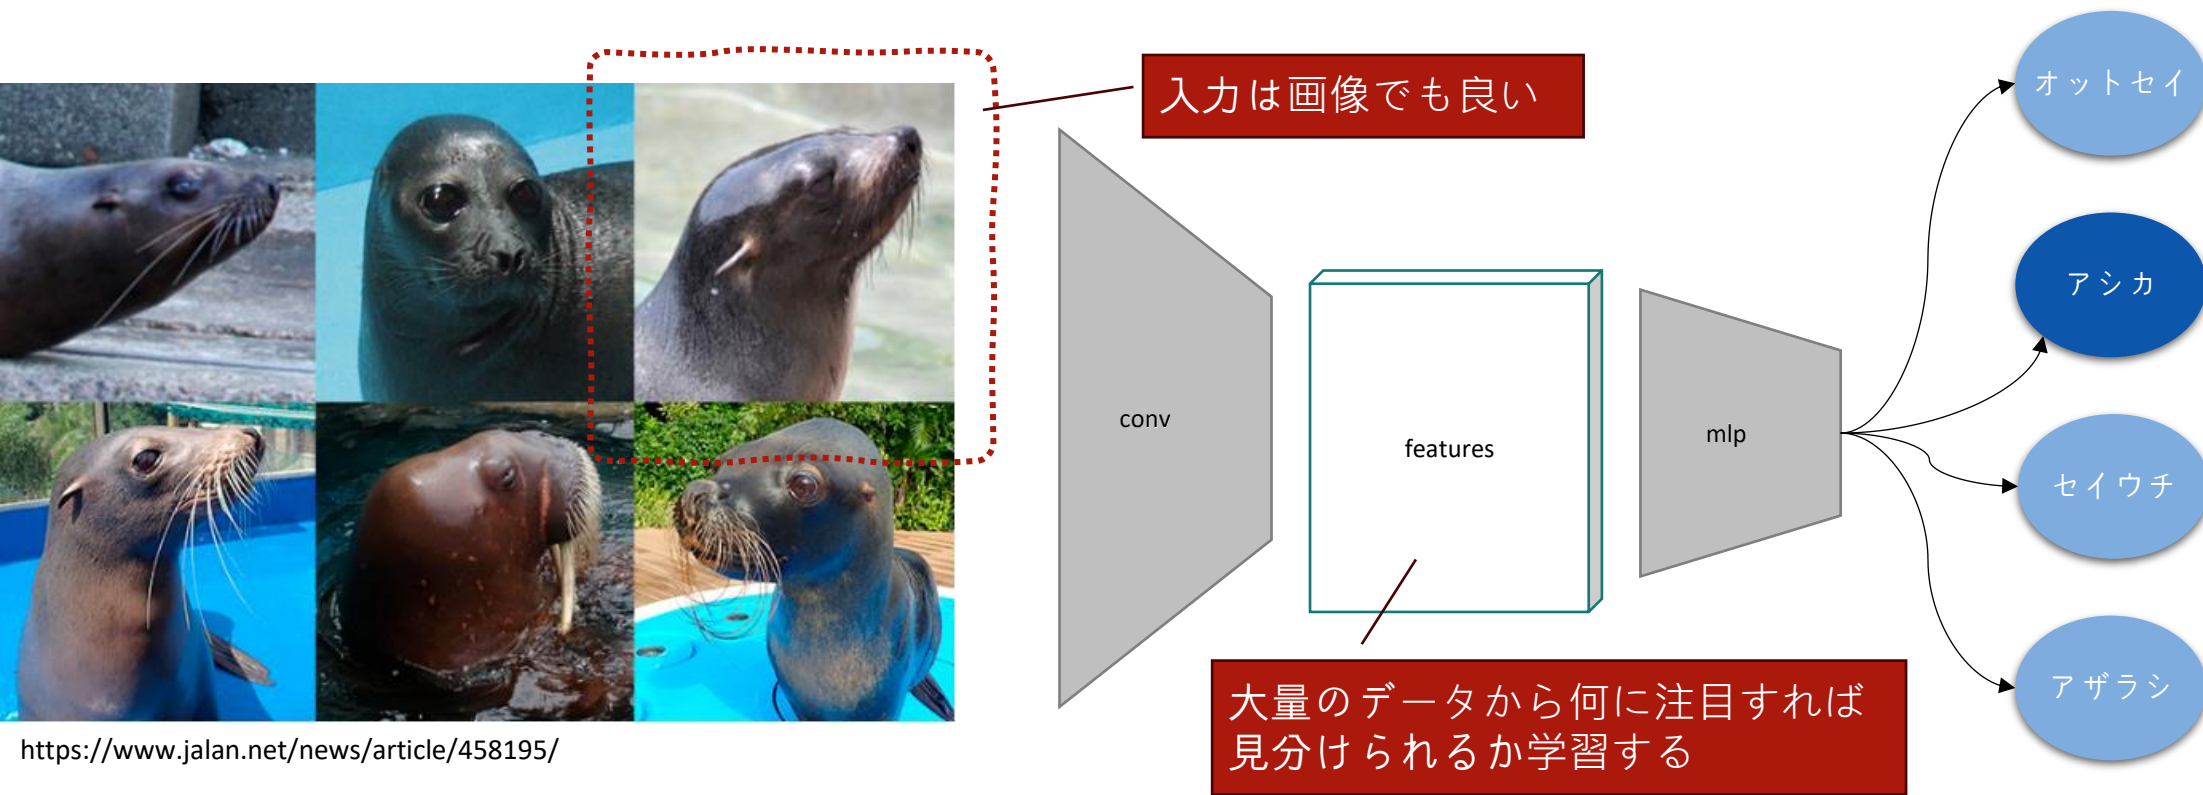 入力は画像でも良い
オットセイ
アシカ
conv
features
mlp
セイウチ
アザラシ
大量のデータから何に注目すれば
見分けられるか学習する
https://www.jalan.net/news/article/458195/